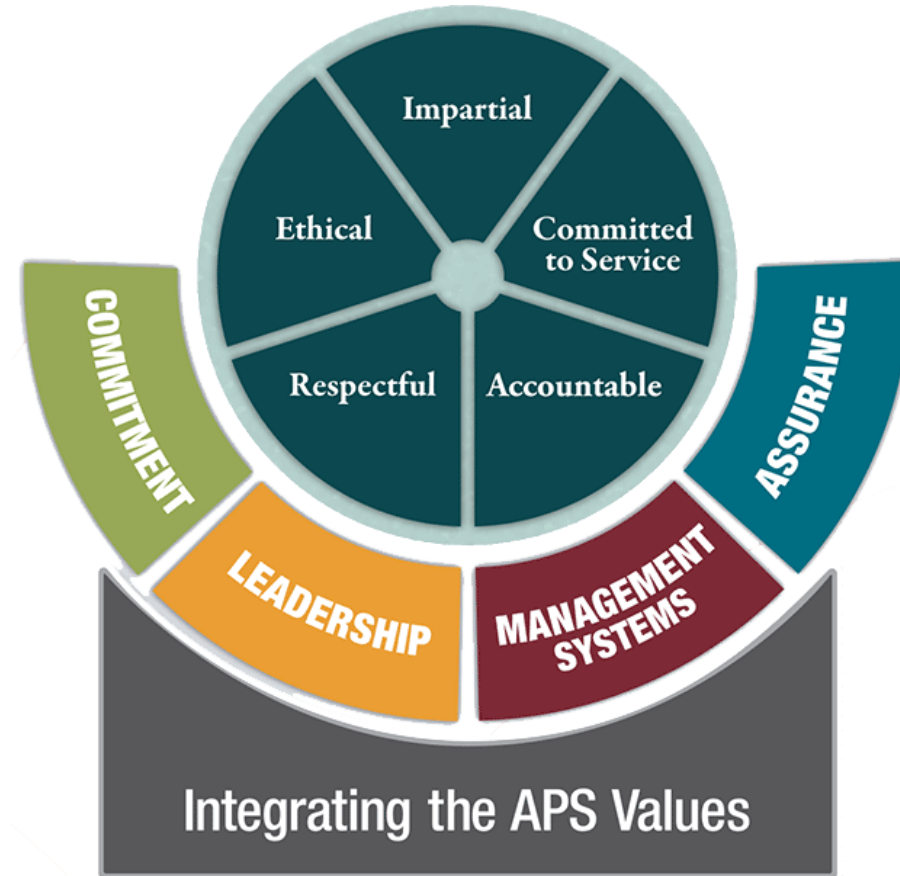 Impartial
Ethical
Committed
to Service
Respectful
Accountable
COMMITMENT
LEADERSHIP
MANAGEMENT
SYSTEMS
ASSURANCE
Integrating the APS Values